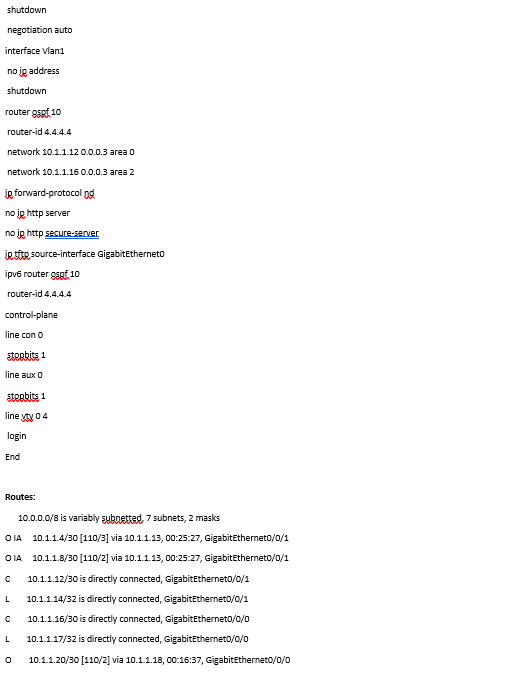 shutdown
negotiation auto
interface Vlan1
no ip address
shutdown
router ospf 10
router-id 4.4.4.4
network 10.1.1.12 0.0.0.3 area 0
network 10.1.1.16 0.0.0.3 area 2
ip forward-protocol nd
no ip http server
no ip http secure-server
ip tftp source-interface GigabitEthernet0
ipv6 router ospf 10
router-id 4.4.4.4
control-plane
line con 0
stopbits 1
line aux 0
stopbits 1
line vty 0 4
login
End
Routes:
10.0.0.0/8 is variably subnetted, 7 subnets, 2 masks
O IA 10.1.1.4/30 [110/3] via 10.1.1.13, 00:25:27, GigabitEthernet0/0/1
O IA 10.1.1.8/30 [110/2] via 10.1.1.13, 00:25:27, GigabitEthernet0/0/1
C 10.1.1.12/30 is directly connected, GigabitEthernet0/0/1
L 10.1.1.14/32 is directly connected, GigabitEthernet0/0/1
C 10.1.1.16/30 is directly connected, GigabitEthernet0/0/0
L 10.1.1.17/32 is directly connected, GigabitEthernet0/0/0
O 10.1.1.20/30 [110/2] via 10.1.1.18, 00:16:37, GigabitEthernet0/0/0